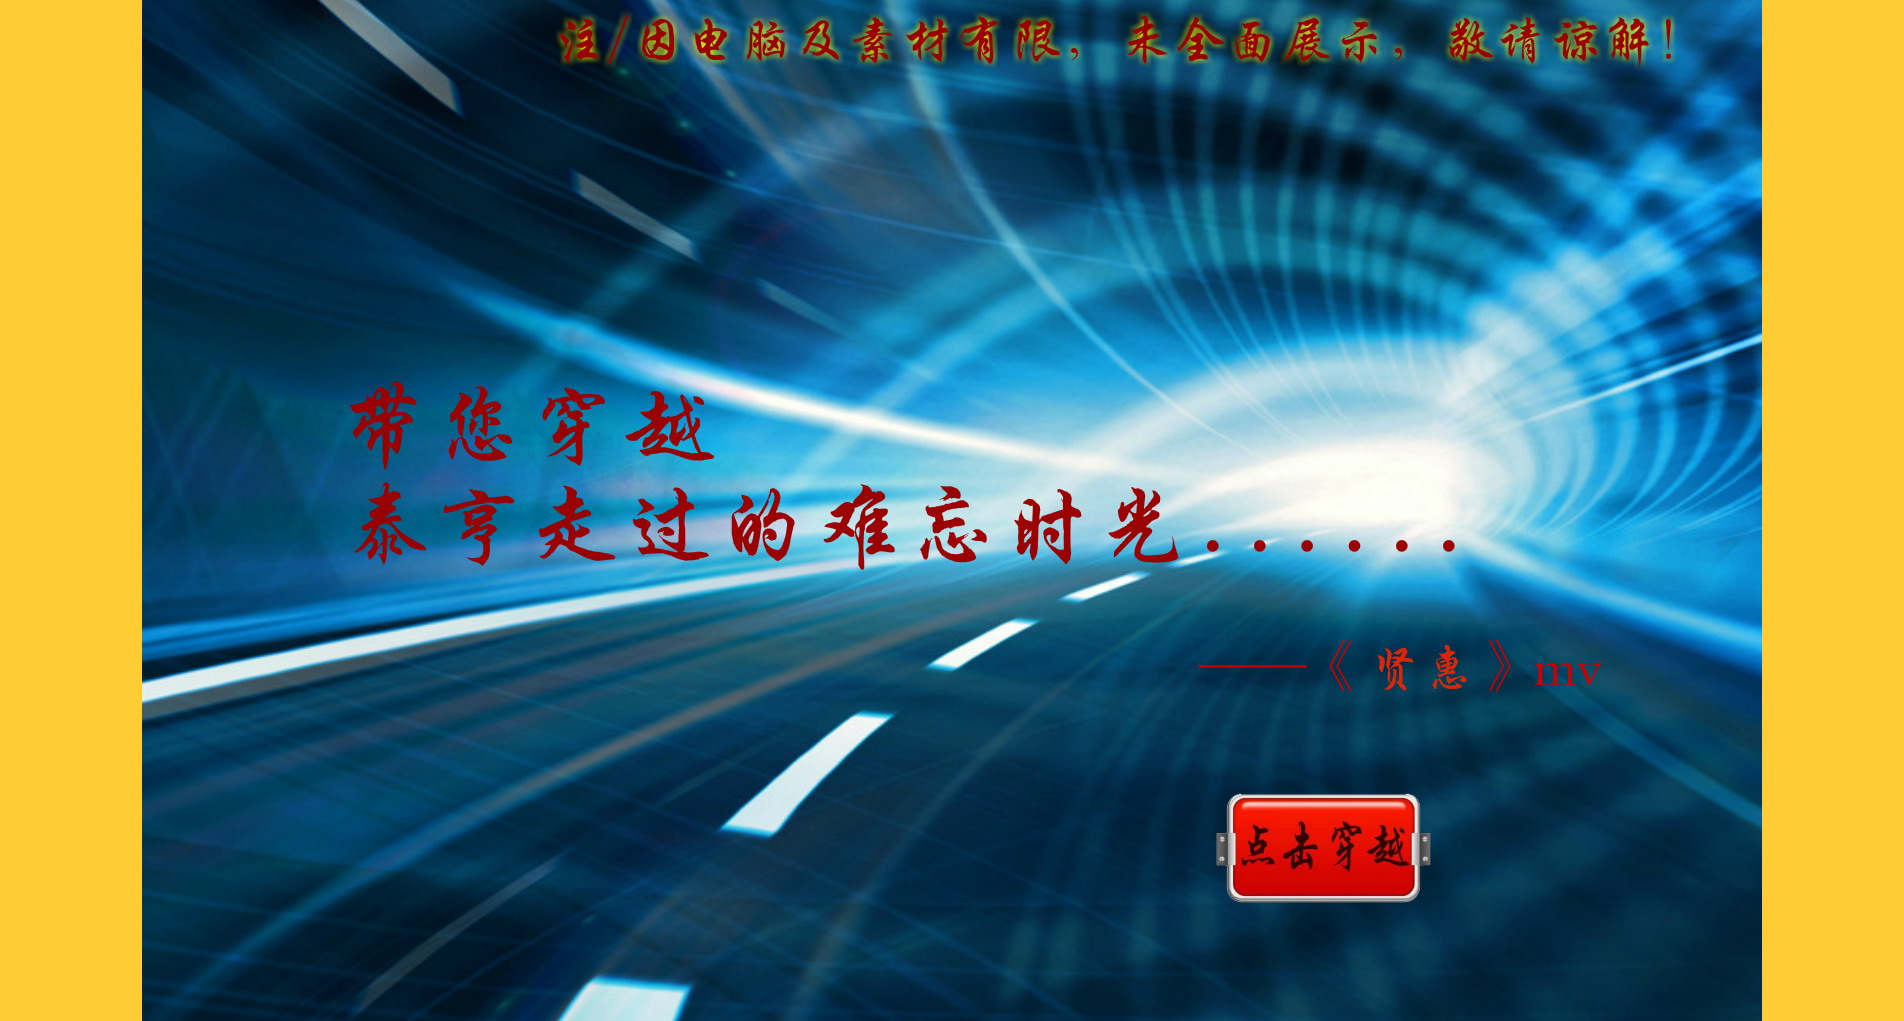 注/因电脑及素材有限，未全面展示，敬请谅解！
带您穿越
泰亨走过的难忘时光......
——《贤惠》mv
点击穿越